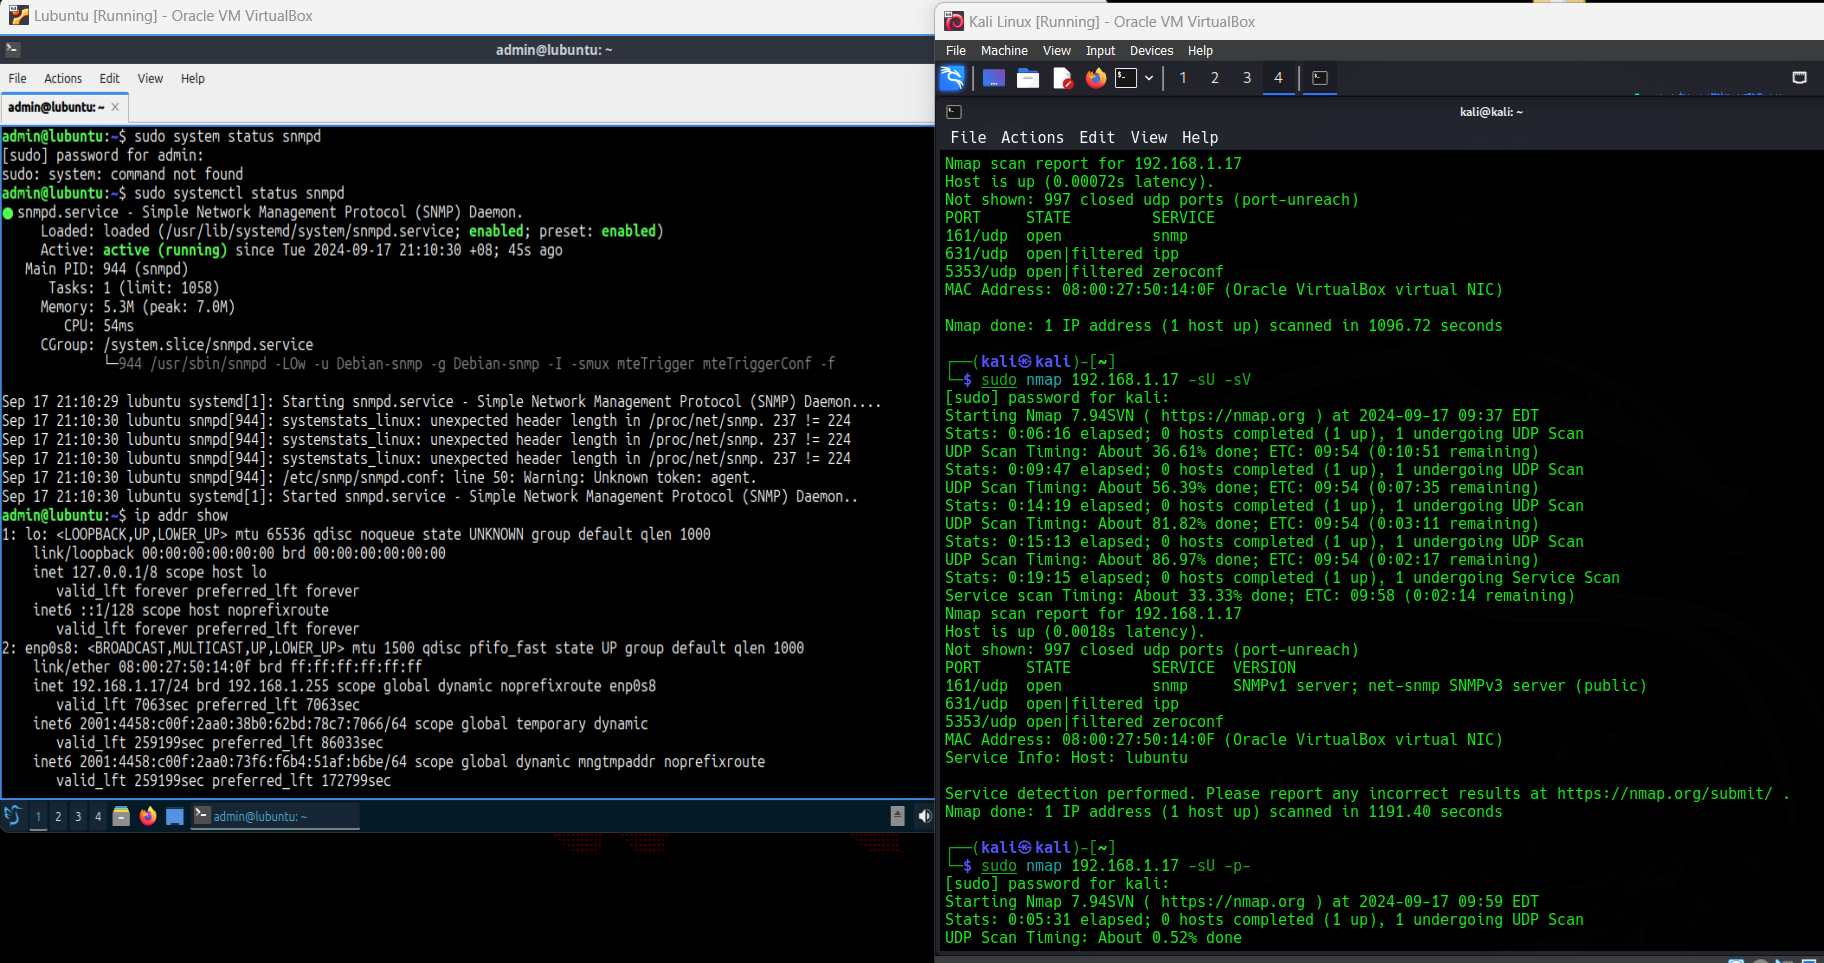 Lubuntu [Running] - Oracle VM VirtualBox
admin@lubuntu: ~
File Actions Edit View Help
admin@lubuntu: ~ ×
admin@lubuntu:~$ sudo system status snmpd
[sudo] password for admin:
sudo: system: command not found
admin@lubuntu:~$ sudo systemctl status snmpd
● snmpd.service - Simple Network Management Protocol (SNMP) Daemon.
Loaded: loaded (/usr/lib/systemd/system/snmpd.service; enabled; preset: enabled)
Active: active (running) since Tue 2024-09-17 21:10:30 +08; 45s ago
Main PID: 944 (snmpd)
Tasks: 1 (limit: 1058)
Memory: 5.3M (peak: 7.0M)
CPU: 54ms
CGroup: /system.slice/snmpd.service
└─944 /usr/sbin/snmpd -LOw -u Debian-snmp -g Debian-snmp -I -smux mteTrigger mteTriggerConf -f
Sep 17 21:10:29 lubuntu systemd[1]: Starting snmpd.service - Simple Network Management Protocol (SNMP) Daemon....
Sep 17 21:10:30 lubuntu snmpd[944]: systemstats_linux: unexpected header length in /proc/net/snmp. 237 != 224
Sep 17 21:10:30 lubuntu snmpd[944]: systemstats_linux: unexpected header length in /proc/net/snmp. 237 != 224
Sep 17 21:10:30 lubuntu snmpd[944]: systemstats_linux: unexpected header length in /proc/net/snmp. 237 != 224
Sep 17 21:10:30 lubuntu snmpd[944]: /etc/snmp/snmpd.conf: line 50: Warning: Unknown token: agent.
Sep 17 21:10:30 lubuntu systemd[1]: Started snmpd.service - Simple Network Management Protocol (SNMP) Daemon..
admin@lubuntu:~$ ip addr show
1: lo: <LOOPBACK,UP,LOWER_UP> mtu 65536 qdisc noqueue state UNKNOWN group default qlen 1000
link/loopback 00:00:00:00:00:00 brd 00:00:00:00:00:00
inet 127.0.0.1/8 scope host lo
valid_lft forever preferred_lft forever
inet6 ::1/128 scope host noprefixroute
valid_lft forever preferred_lft forever
2: enp0s8: <BROADCAST,MULTICAST,UP,LOWER_UP> mtu 1500 qdisc pfifo_fast state UP group default qlen 1000
link/ether 08:00:27:50:14:0f brd ff:ff:ff:ff:ff:ff
inet 192.168.1.17/24 brd 192.168.1.255 scope global dynamic noprefixroute enp0s8
valid_lft 7063sec preferred_lft 7063sec
inet6 2001:4458:c00f:2aa0:38b0:62bd:78c7:7066/64 scope global temporary dynamic
valid_lft 259199sec preferred_lft 86033sec
inet6 2001:4458:c00f:2aa0:73f6:f6b4:51af:b6be/64 scope global dynamic mngtmpaddr noprefixroute
valid_lft 259199sec preferred_lft 172799sec
1 2 3 4 admin@lubuntu: ~
Kali Linux [Running] - Oracle VM VirtualBox
File Machine View Input Devices Help
1 2 3 4
kali@kali: ~
File Actions Edit View Help
Nmap scan report for 192.168.1.17
Host is up (0.00072s latency).
Not shown: 997 closed udp ports (port-unreach)
PORT STATE SERVICE
161/udp open snmp
631/udp open|filtered ipp
5353/udp open|filtered zeroconf
MAC Address: 08:00:27:50:14:0F (Oracle VirtualBox virtual NIC)
Nmap done: 1 IP address (1 host up) scanned in 1096.72 seconds
┌──(kali㉿kali)-[~]
└─$ sudo nmap 192.168.1.17 -sU -sV
[sudo] password for kali:
Starting Nmap 7.94SVN ( https://nmap.org ) at 2024-09-17 09:37 EDT
Stats: 0:06:16 elapsed; 0 hosts completed (1 up), 1 undergoing UDP Scan
UDP Scan Timing: About 36.61% done; ETC: 09:54 (0:10:51 remaining)
Stats: 0:09:47 elapsed; 0 hosts completed (1 up), 1 undergoing UDP Scan
UDP Scan Timing: About 56.39% done; ETC: 09:54 (0:07:35 remaining)
Stats: 0:14:19 elapsed; 0 hosts completed (1 up), 1 undergoing UDP Scan
UDP Scan Timing: About 81.82% done; ETC: 09:54 (0:03:11 remaining)
Stats: 0:15:13 elapsed; 0 hosts completed (1 up), 1 undergoing UDP Scan
UDP Scan Timing: About 86.97% done; ETC: 09:54 (0:02:17 remaining)
Stats: 0:19:15 elapsed; 0 hosts completed (1 up), 1 undergoing Service Scan
Service scan Timing: About 33.33% done; ETC: 09:58 (0:02:14 remaining)
Nmap scan report for 192.168.1.17
Host is up (0.0018s latency).
Not shown: 997 closed udp ports (port-unreach)
PORT STATE SERVICE VERSION
161/udp open snmp SNMPv1 server; net-snmp SNMPv3 server (public)
631/udp open|filtered ipp
5353/udp open|filtered zeroconf
MAC Address: 08:00:27:50:14:0F (Oracle VirtualBox virtual NIC)
Service Info: Host: lubuntu
Service detection performed. Please report any incorrect results at https://nmap.org/submit/ .
Nmap done: 1 IP address (1 host up) scanned in 1191.40 seconds
┌──(kali㉿kali)-[~]
└─$ sudo nmap 192.168.1.17 -sU -p-
[sudo] password for kali:
Starting Nmap 7.94SVN ( https://nmap.org ) at 2024-09-17 09:59 EDT
Stats: 0:05:31 elapsed; 0 hosts completed (1 up), 1 undergoing UDP Scan
UDP Scan Timing: About 0.52% done